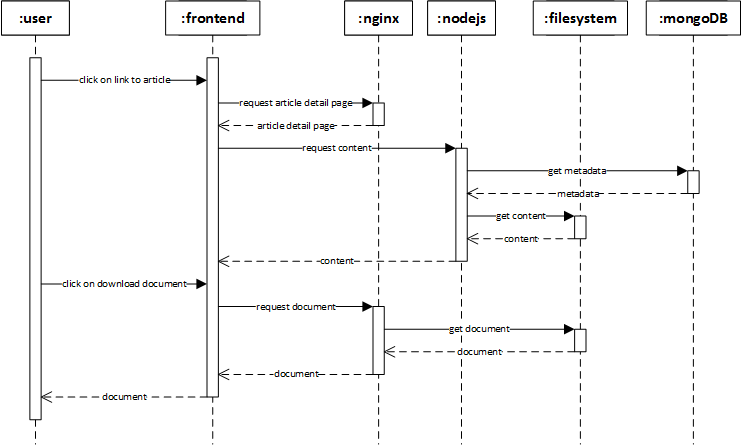 :user
:frontend
:nginx
:nodejs
:filesystem
:mongoDB
click on link to article
request article detail page
article detail page
request content
get metadata
metadata
get content
content
content
click on download document
request document
get document
document
document
document